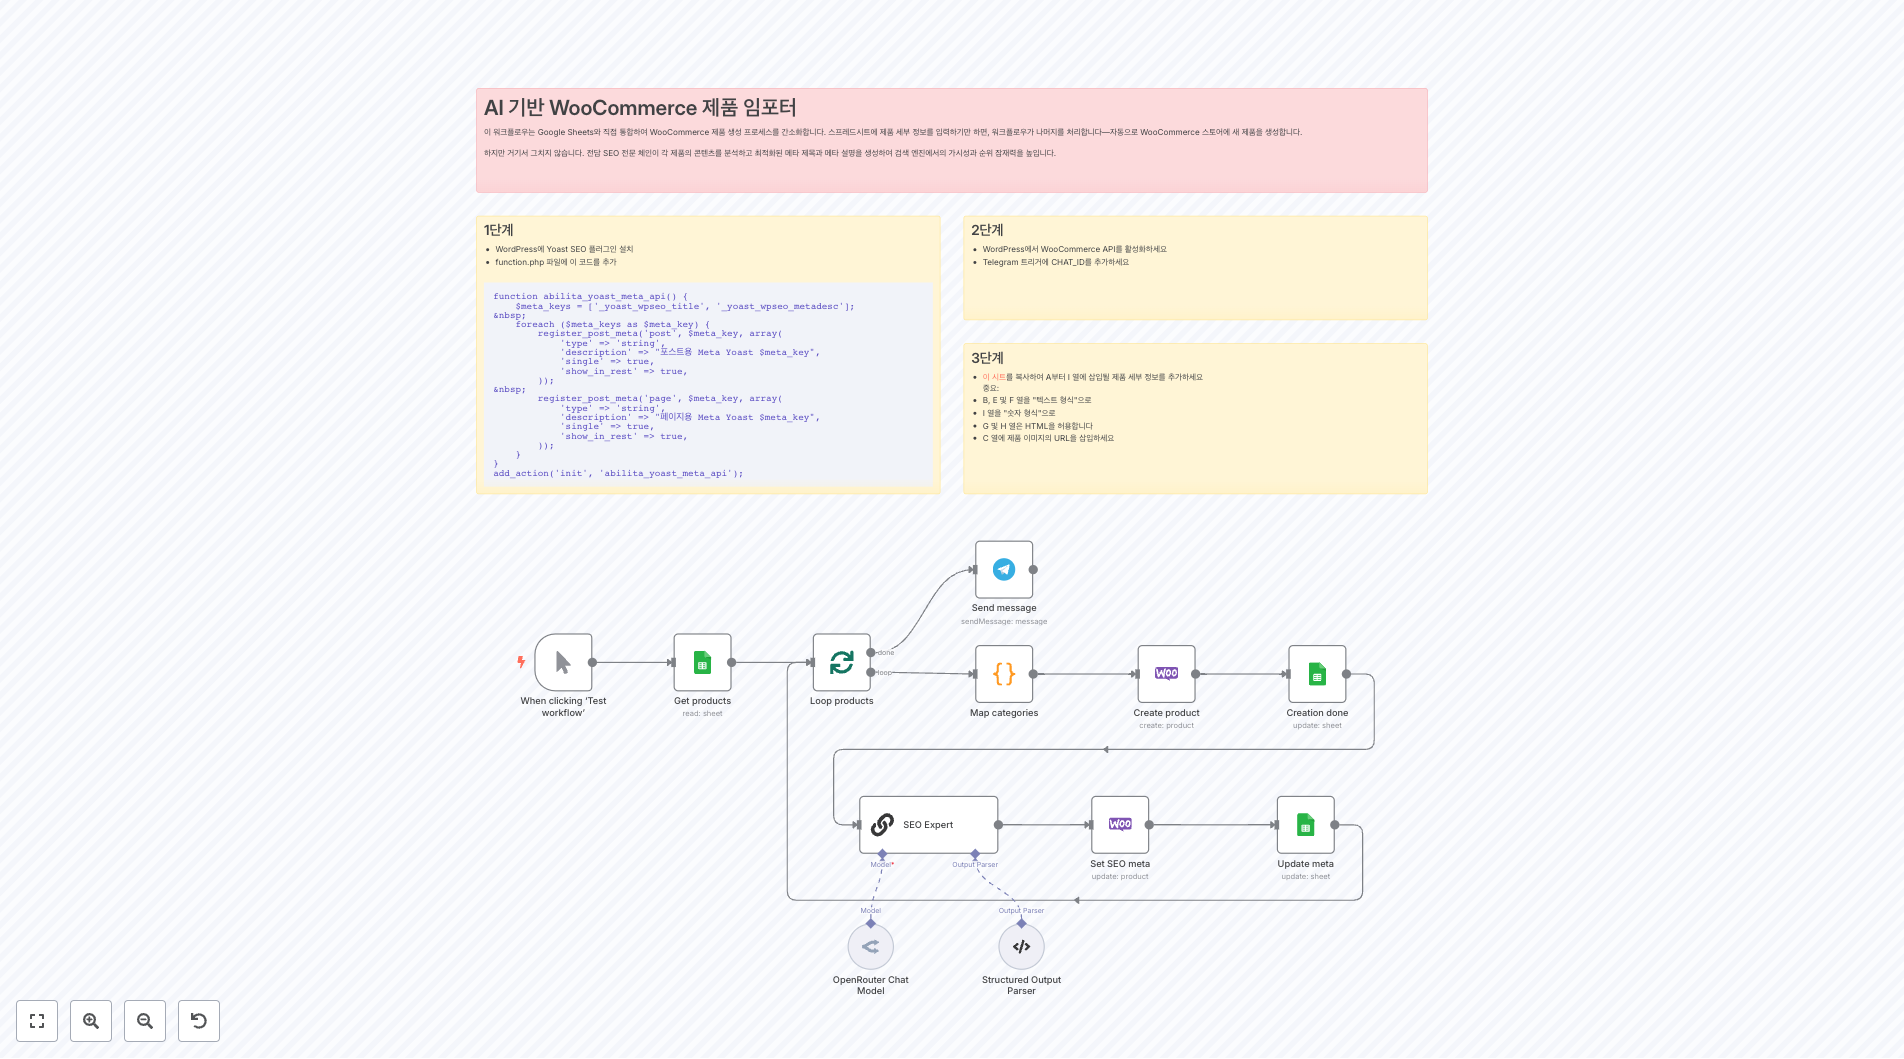 AI 기반 WooCommerce 제품 임포터
이 워크플로우는 Google Sheets와 직접 통합하여 WooCommerce 제품 생성 프로세스를 간소화합니다. 스프레드시트에 제품 세부 정보를 입력하기만 하면, 워크플로우가 나머지를 처리합니다—자동으로 WooCommerce 스토어에 새 제품을 생성합니다.
하지만 거기서 그치지 않습니다. 전담 SEO 전문 체인이 각 제품의 콘텐츠를 분석하고 최적화된 메타 제목과 메타 설명을 생성하여 검색 엔진에서의 가시성과 순위 잠재력을 높입니다.
1단계
WordPress에 Yoast SEO 플러그인 설치
function.php 파일에 이 코드를 추가
function abilita_yoast_meta_api() {
$meta_keys = ['_yoast_wpseo_title', '_yoast_wpseo_metadesc'];
&nbsp;
foreach ($meta_keys as $meta_key) {
register_post_meta('post', $meta_key, array(
'type' => 'string',
'description' => "포스트용 Meta Yoast $meta_key",
'single' => true,
'show_in_rest' => true,
));
&nbsp;
register_post_meta('page', $meta_key, array(
'type' => 'string',
'description' => "페이지용 Meta Yoast $meta_key",
'single' => true,
'show_in_rest' => true,
));
}
}
add_action('init', 'abilita_yoast_meta_api');
2단계
WordPress에서 WooCommerce API를 활성화하세요
Telegram 트리거에 CHAT_ID를 추가하세요
3단계
이 시트를 복사하여 A부터 I 열에 삽입될 제품 세부 정보를 추가하세요
중요:
B, E 및 F 열을 "텍스트 형식"으로
I 열을 "숫자 형식"으로
G 및 H 열은 HTML을 허용합니다
C 열에 제품 이미지의 URL을 삽입하세요
Send message
sendMessage: message
When clicking ‘Test
workflow’
Get products
read: sheet
Loop products
done
loop
Map categories
WOO
Create product
create: product
Creation done
update: sheet
SEO Expert
Model*
Output Parser
WOO
Set SEO meta
update: product
Update meta
update: sheet
Model
Output Parser
OpenRouter Chat
Model
Structured Output
Parser